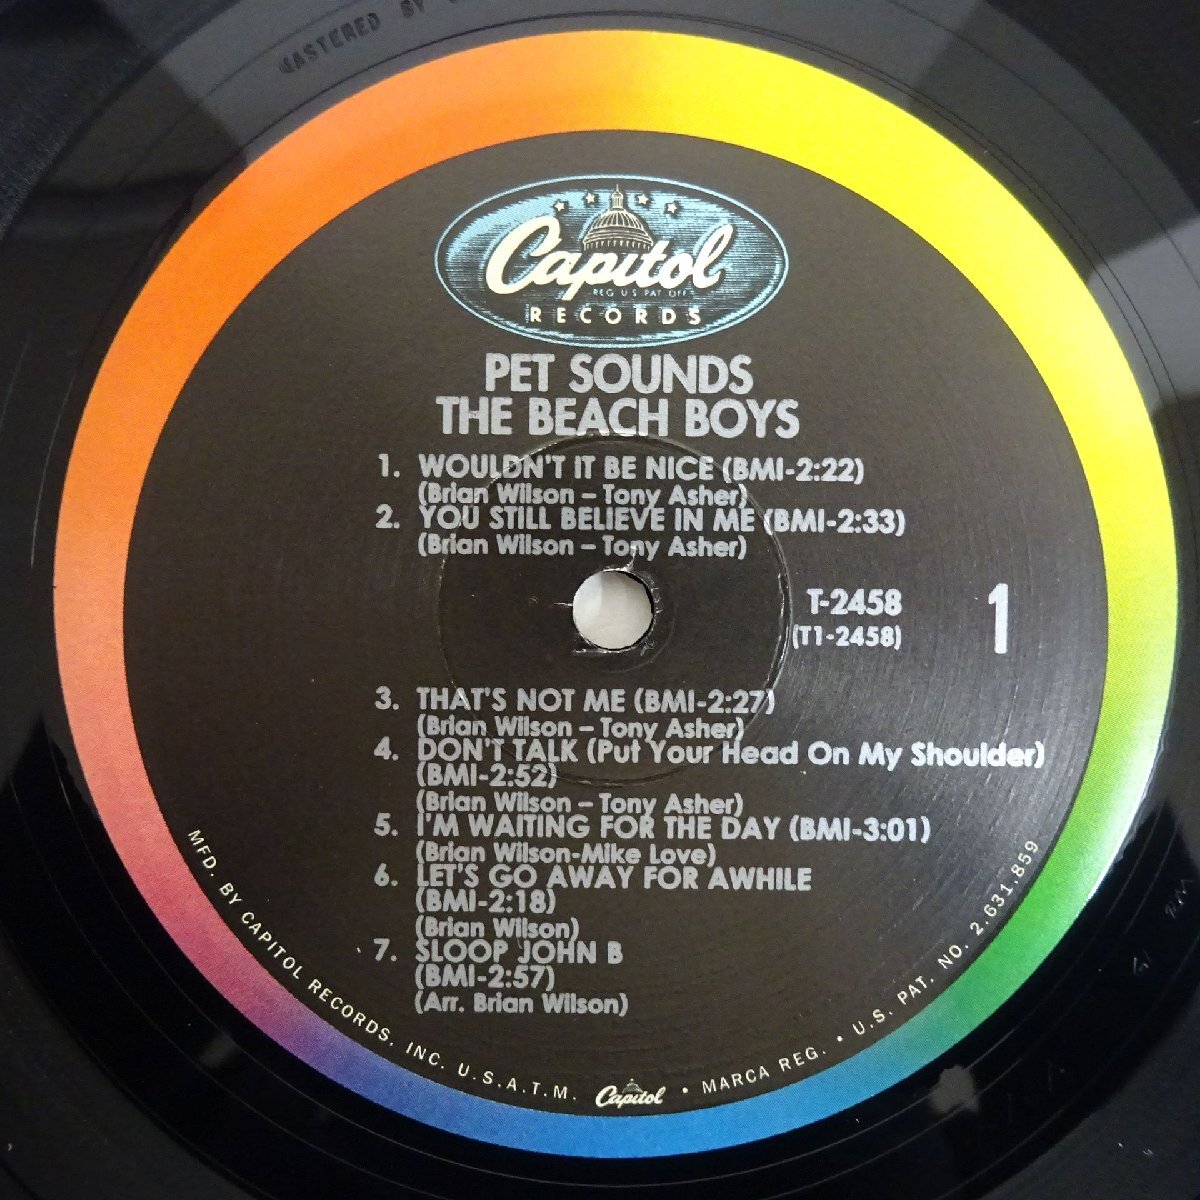 MASTERED BY
Capitol
REG. U.S. PAT. OFF.
RECORDS
PET SOUNDS
THE BEACH BOYS
1. WOULDN'T IT BE NICE (BMI-2:22)
(Brian Wilson – Tony Asher)
2. YOU STILL BELIEVE IN ME (BMI-2:33)
(Brian Wilson – Tony Asher)
T-2458
(T1-2458)
1
3. THAT'S NOT ME (BMI-2:27)
(Brian Wilson – Tony Asher)
4. DON'T TALK (Put Your Head On My Shoulder)
(BMI-2:52)
(Brian Wilson – Tony Asher)
5. I'M WAITING FOR THE DAY (BMI-3:01)
(Brian Wilson-Mike Love)
6. LET'S GO AWAY FOR AWHILE
(BMI-2:18)
(Brian Wilson)
7. SLOOP JOHN B
(BMI-2:57)
(Arr. Brian Wilson)
MFD. BY CAPITOL RECORDS, INC. U.S.A. T.M. Capitol • MARCA REG. • U.S. PAT. NO. 2,631,859